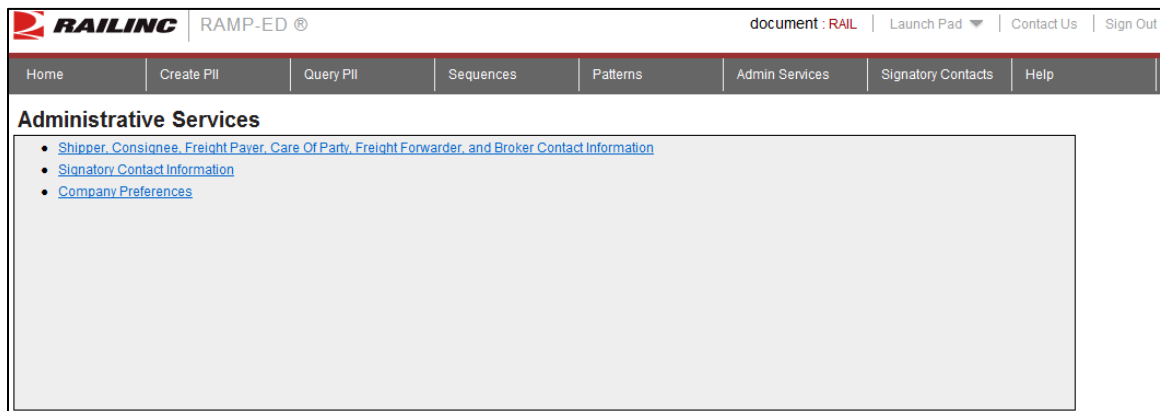 RAILINC RAMP-ED ® document : RAIL Launch Pad Contact Us Sign Out
Home Create PII Query PII Sequences Patterns Admin Services Signatory Contacts Help
Administrative Services
Shipper, Consignee, Freight Payer, Care Of Party, Freight Forwarder, and Broker Contact Information
Signatory Contact Information
Company Preferences